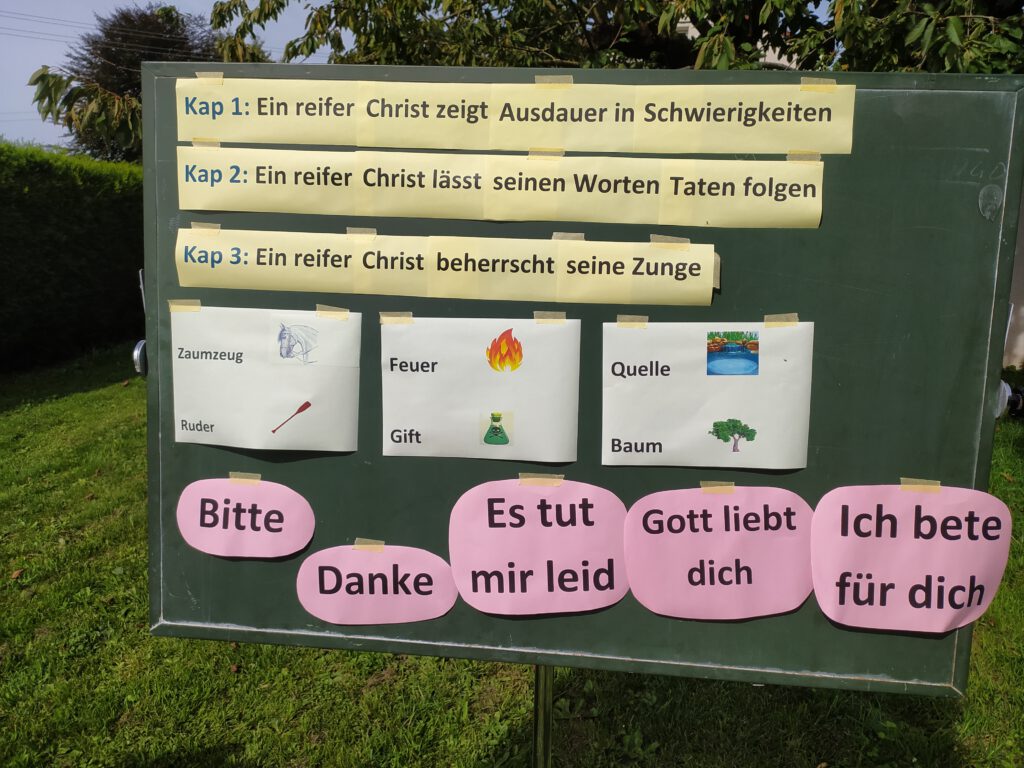 Kap 1: Ein reifer Christ zeigt Ausdauer in Schwierigkeiten
Kap 2: Ein reifer Christ lässt seinen Worten Taten folgen
Kap 3: Ein reifer Christ beherrscht seine Zunge
Zaumzeug
Ruder
Feuer
Gift
Quelle
Baum
Bitte
Danke
Es tut
mir leid
Gott liebt
dich
Ich bete
für dich